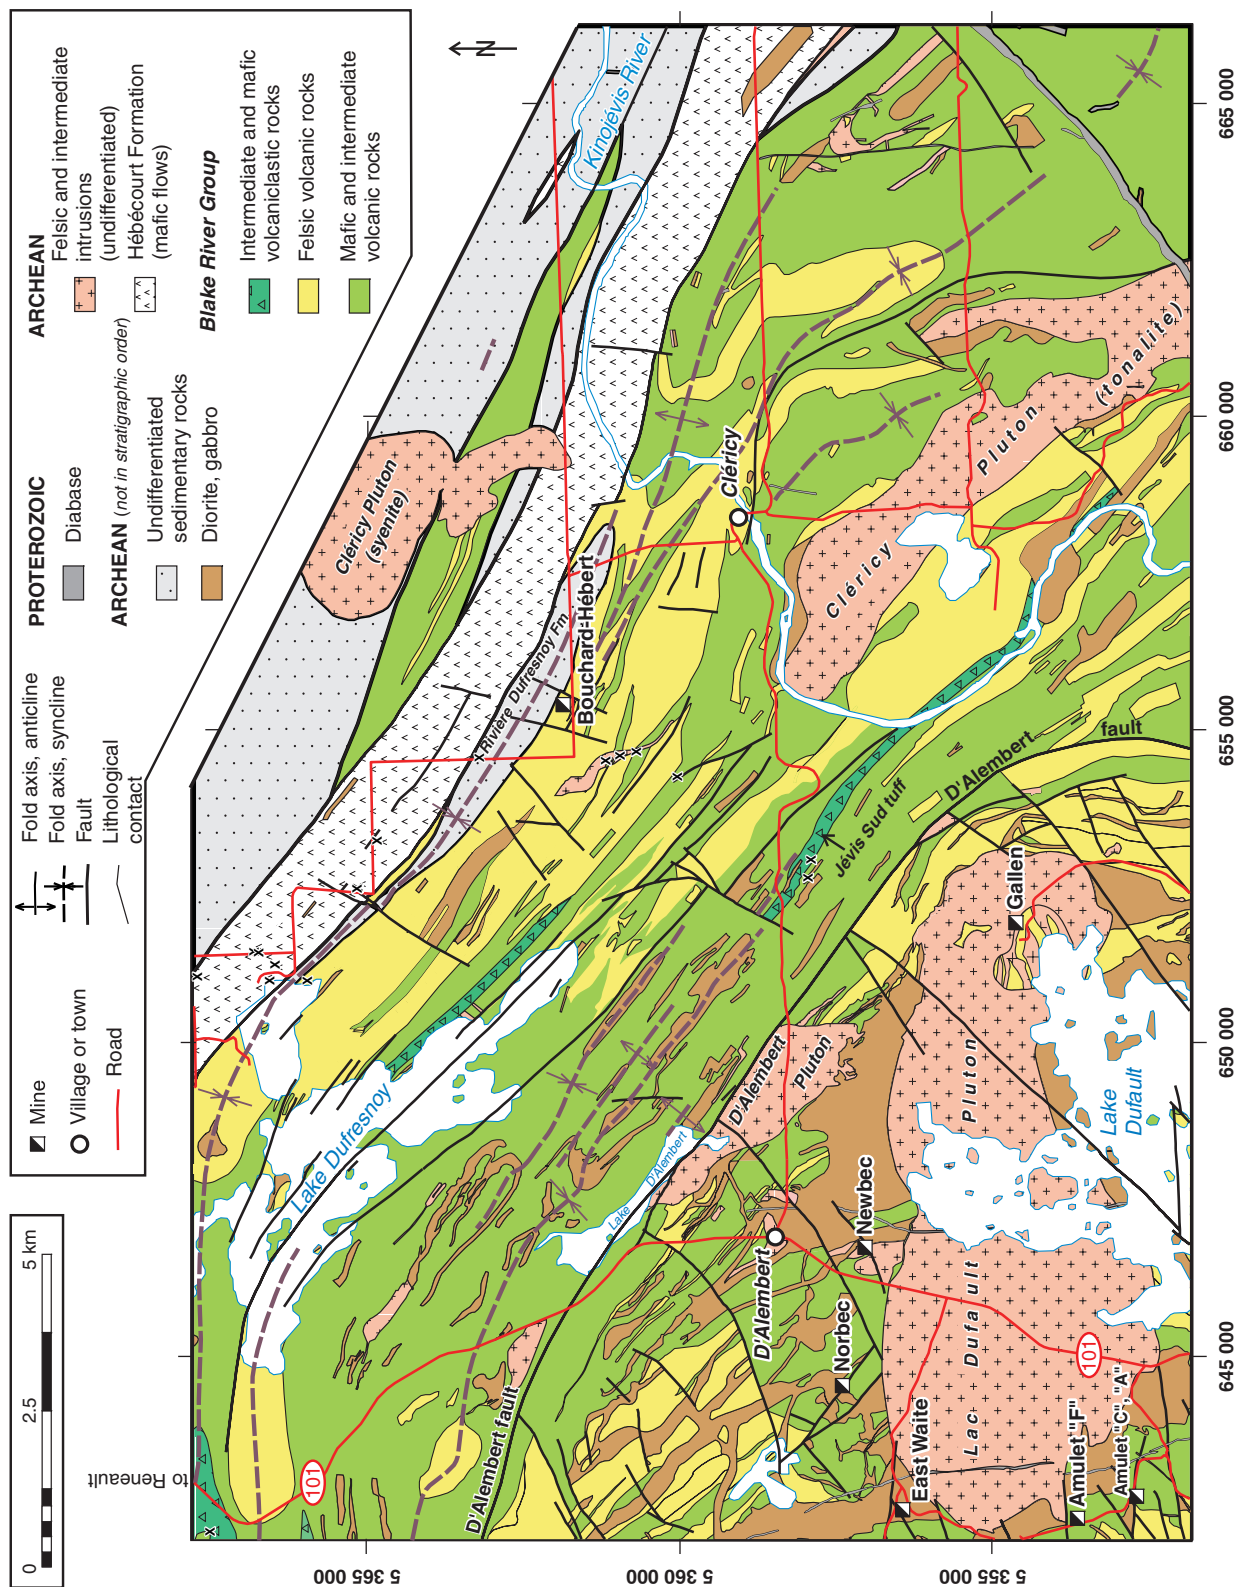 0
2.5
5 km
Mine
Village or town
Road
Fold axis, anticline
Fold axis, syncline
Fault
Lithological
contact
PROTEROZOIC
Diabase
ARCHEAN (not in stratigraphic order)
Undifferentiated
sedimentary rocks
Diorite, gabbro
ARCHEAN
Felsic and intermediate
intrusions
(undifferentiated)
Hébécourt Formation
(mafic flows)
Blake River Group
Intermediate and mafic
volcaniclastic rocks
Felsic volcanic rocks
Mafic and intermediate
volcanic rocks
N
to Reneault
101
Lake Dufresnoy
Cléricy Pluton
(syenite)
Kinojévis River
Rivière Dufresnoy Fm.
Bouchard-Hébert
Cléricy
Cléricy
Pluton
(tonalite)
Jévis Sud tuff
D'Alembert
fault
D'Alembert fault
Lake
D'Alembert
D'Alembert
Pluton
D'Alembert
Newbec
Norbec
East Waite
Amulet "F"
Amulet "C", "A"
Gallen
Lac
Dufault
Pluton
Lake
Dufault
101
5 365 000
5 360 000
5 355 000
645 000
650 000
655 000
660 000
665 000